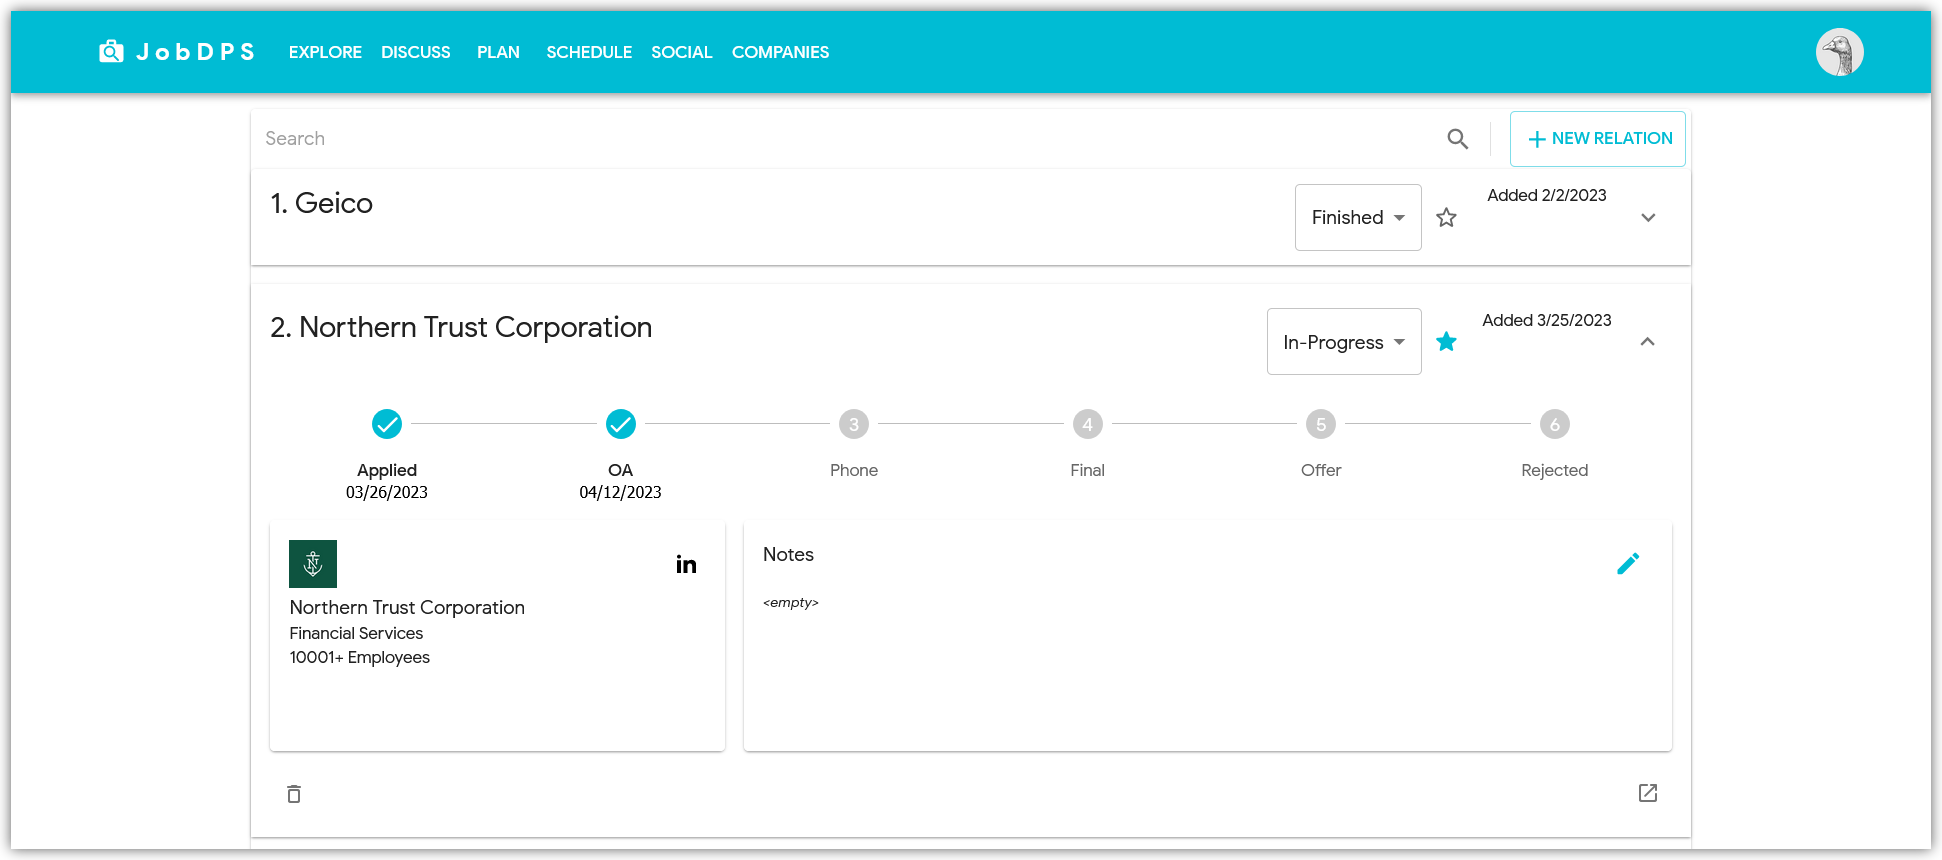 JobDPS EXPLORE DISCUSS PLAN SCHEDULE SOCIAL COMPANIES
Search
NEW RELATION
1. Geico
Finished
Added 2/2/2023
2. Northern Trust Corporation
In-Progress
Added 3/25/2023
3 4 5 6
Applied OA Phone Final Offer Rejected
03/26/2023 04/12/2023
in
Northern Trust Corporation
Financial Services
10001+ Employees
Notes
<empty>